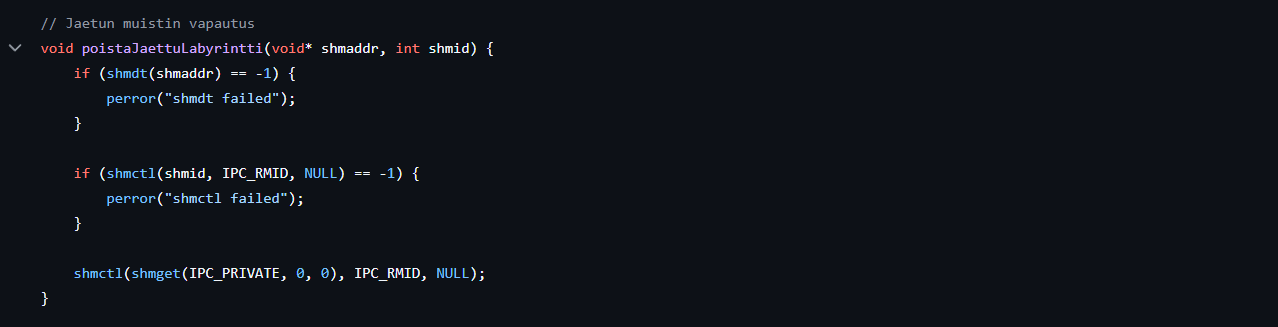 // Jaetun muistin vapautus
void poistaJaettuLabyrintti(void* shmaddr, int shmid) {
    if (shmdt(shmaddr) == -1) {
        perror("shmdt failed");
    }

    if (shmctl(shmid, IPC_RMID, NULL) == -1) {
        perror("shmctl failed");
    }

    shmctl(shmget(IPC_PRIVATE, 0, 0), IPC_RMID, NULL);
}